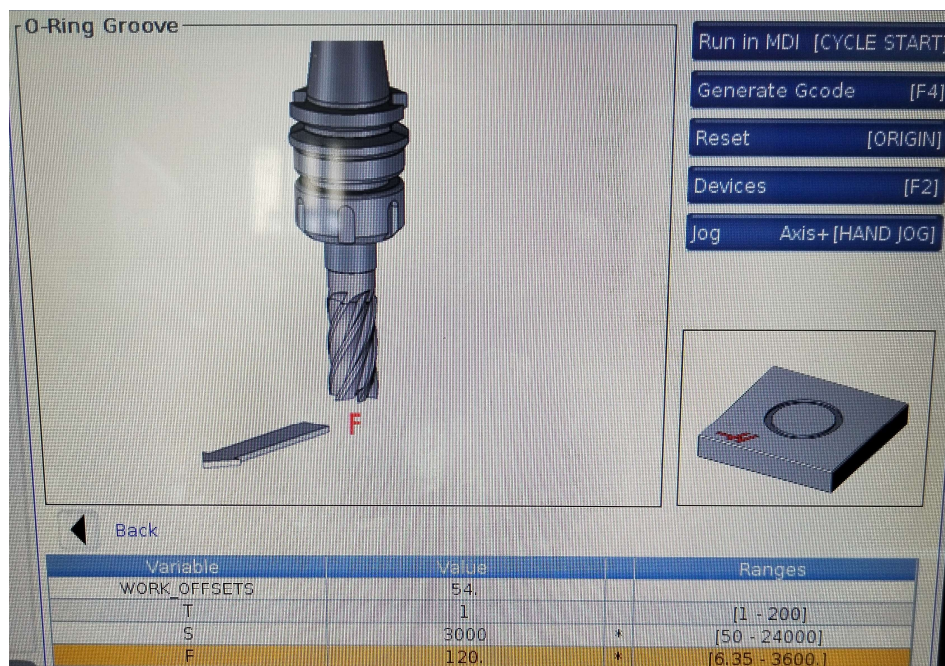 O-Ring Groove
Run in MDI [CYCLE START]
Generate Gcode [F4]
Reset [ORIGIN]
Devices [F2]
Jog Axis+[HAND JOG]
F
Back
Variable Value Ranges
WORK_OFFSETS 54.
T 1 [1 - 200]
S 3000 * [50 - 24000]
F 120. * [6.35 - 3600.]